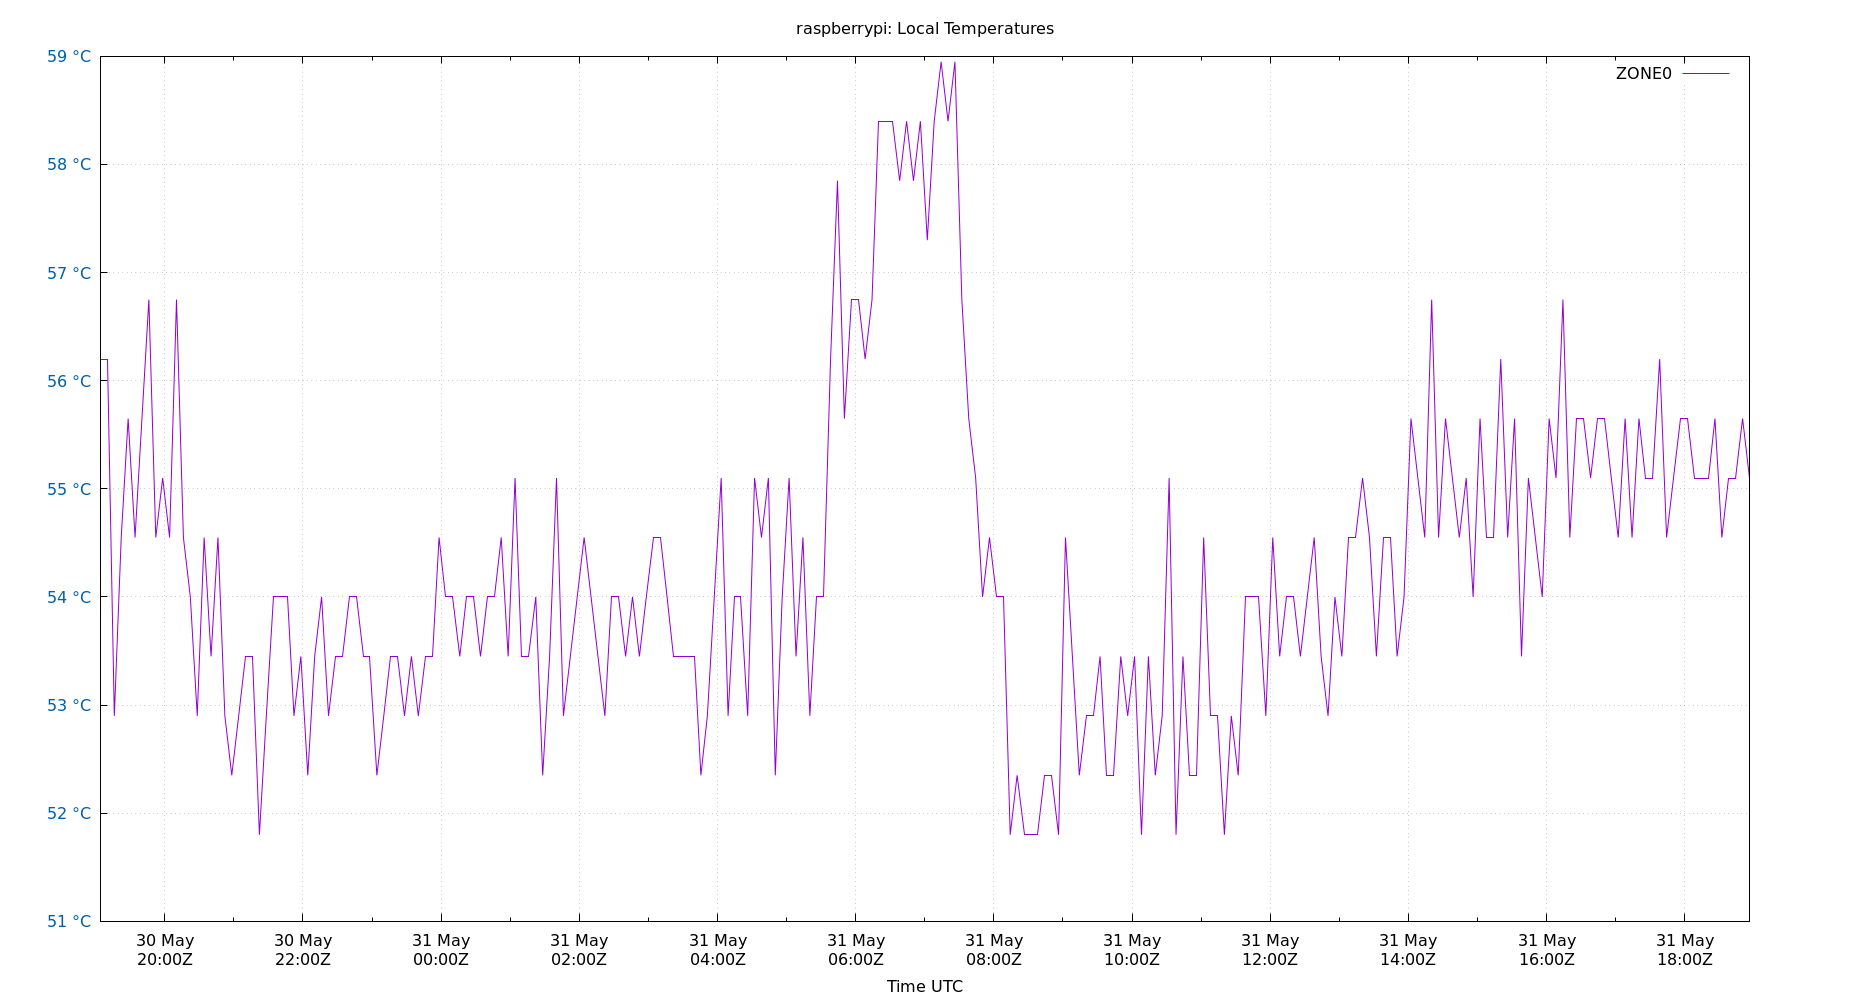 raspberrypi: Local Temperatures
59 °C
ZONE0
58 °C
57 °C
56 °C
55 °C
54 °C
53 °C
52 °C
51 °C
30 May 30 May 31 May 31 May 31 May 31 May 31 May 31 May 31 May 31 May 31 May 31 May
20:00Z 22:00Z 00:00Z 02:00Z 04:00Z 06:00Z 08:00Z 10:00Z 12:00Z 14:00Z 16:00Z 18:00Z
Time UTC